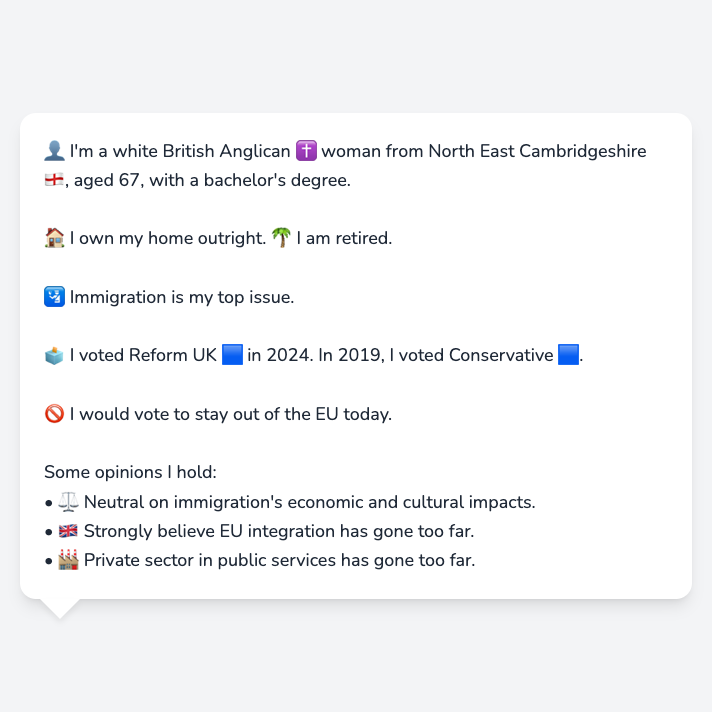 👤 I'm a white British Anglican ✝️ woman from North East Cambridgeshire
🏴󠁧󠁢󠁥󠁮󠁧󠁿, aged 67, with a bachelor's degree.
🏠 I own my home outright. 🌴 I am retired.
🛂 Immigration is my top issue.
🗳️ I voted Reform UK 🟦 in 2024. In 2019, I voted Conservative 🟦.
🚫 I would vote to stay out of the EU today.
Some opinions I hold:
• ⚖️ Neutral on immigration's economic and cultural impacts.
• 🇬🇧 Strongly believe EU integration has gone too far.
• 🏭 Private sector in public services has gone too far.